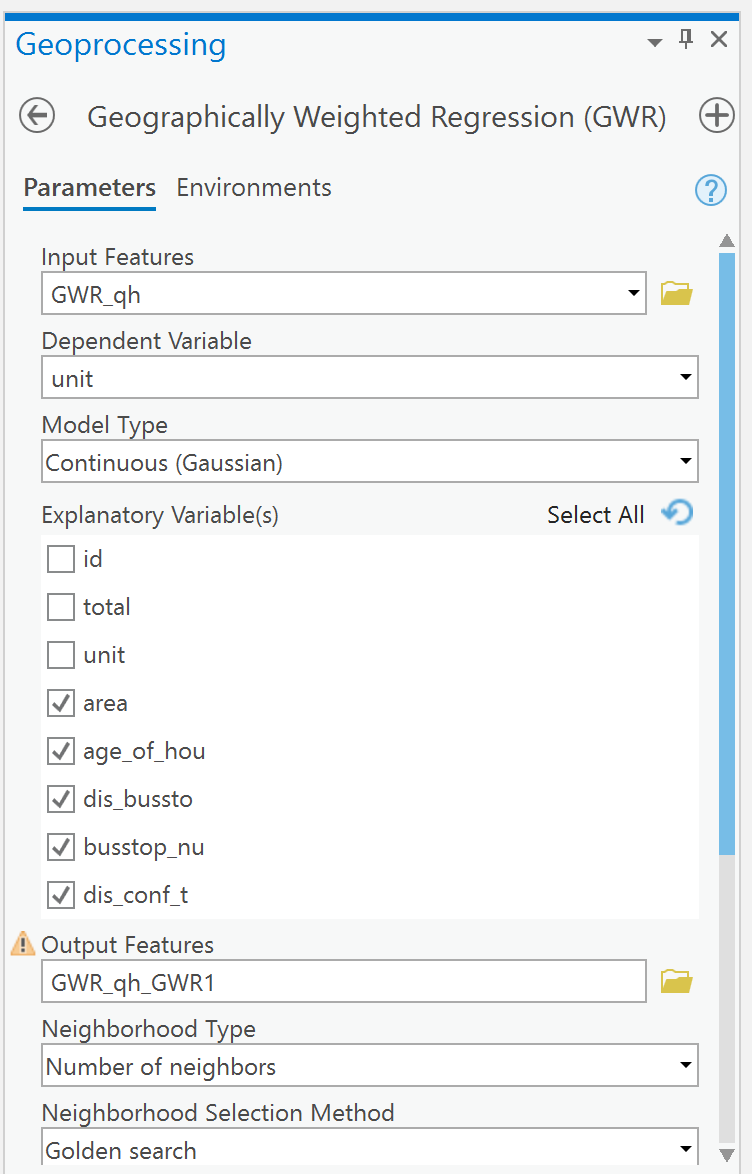 Geoprocessing
Geographically Weighted Regression (GWR)
Parameters Environments
?
Input Features
GWR_qh
Dependent Variable
unit
Model Type
Continuous (Gaussian)
Explanatory Variable(s) Select All
id
total
unit
area
age_of_hou
dis_bussto
busstop_nu
dis_conf_t
Output Features
GWR_qh_GWR1
Neighborhood Type
Number of neighbors
Neighborhood Selection Method
Golden search